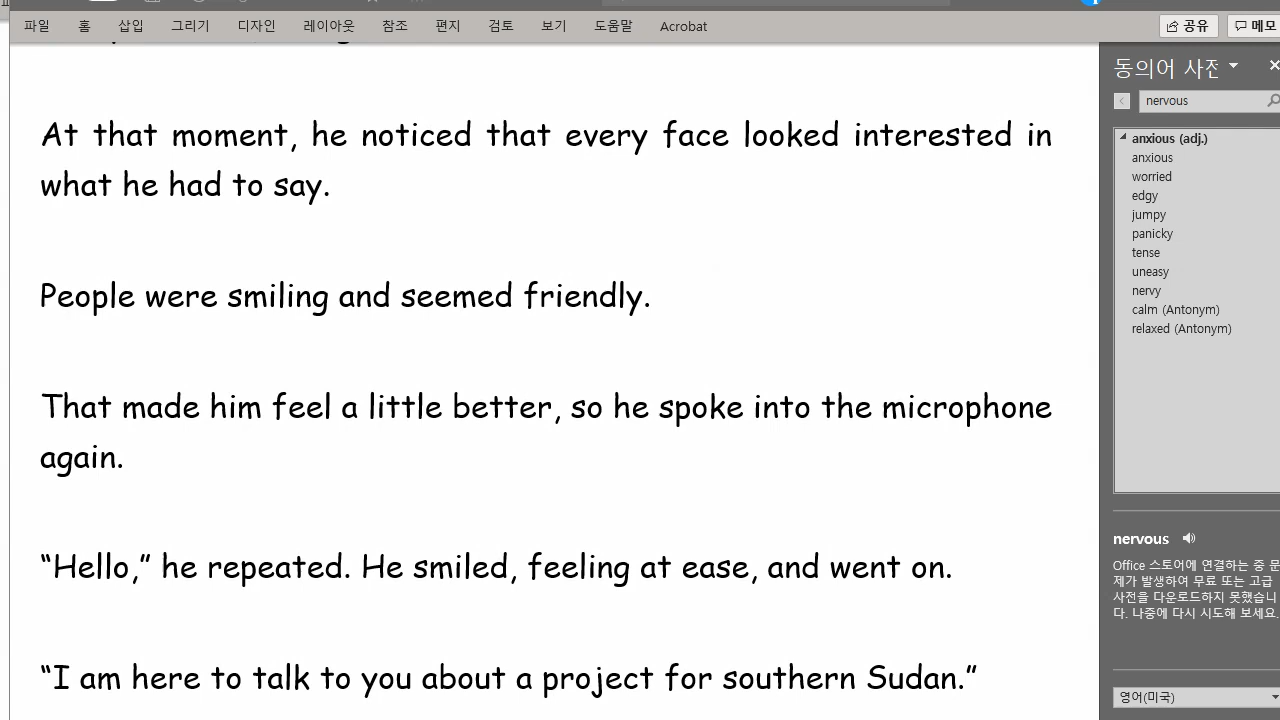 파일 홈 삽입 그리기 디자인 레이아웃 참조 편지 검토 보기 도움말 Acrobat 공유 메모
At that moment, he noticed that every face looked interested in
what he had to say.
People were smiling and seemed friendly.
That made him feel a little better, so he spoke into the microphone
again.
“Hello,” he repeated. He smiled, feeling at ease, and went on.
“I am here to talk to you about a project for southern Sudan.”
동의어 사전
nervous
anxious (adj.)
anxious
worried
edgy
jumpy
panicky
tense
uneasy
nervy
calm (Antonym)
relaxed (Antonym)
nervous
Office 스토어에 연결하는 중 문
제가 발생하여 무료 또는 고급
사전을 다운로드하지 못했습니
다. 나중에 다시 시도해 보세요.
영어(미국)